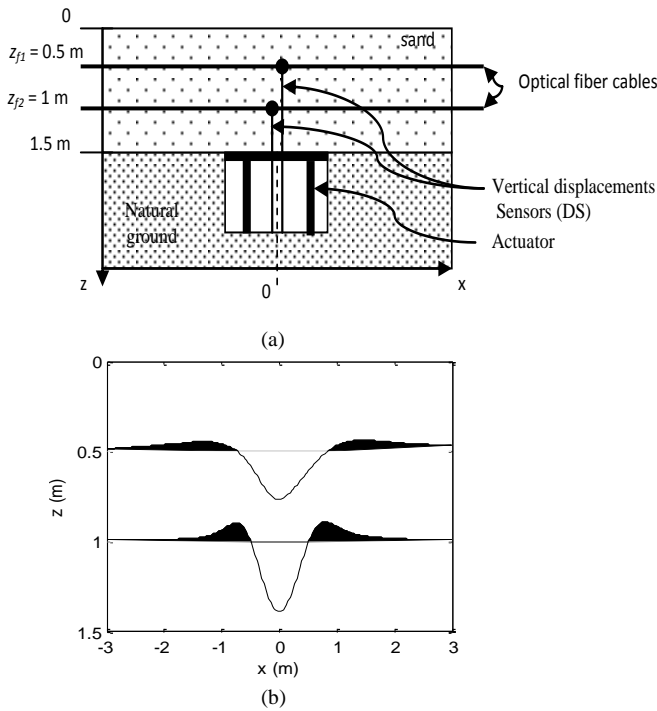 0
sand
z_f1 = 0.5 m
Optical fiber cables
z_f2 = 1 m
1.5 m
Vertical displacements
Sensors (DS)
Natural
ground
Actuator
z
0
x
(a)
0
0.5
z (m)
1
1.5
-3 -2 -1 0 1 2 3
x (m)
(b)